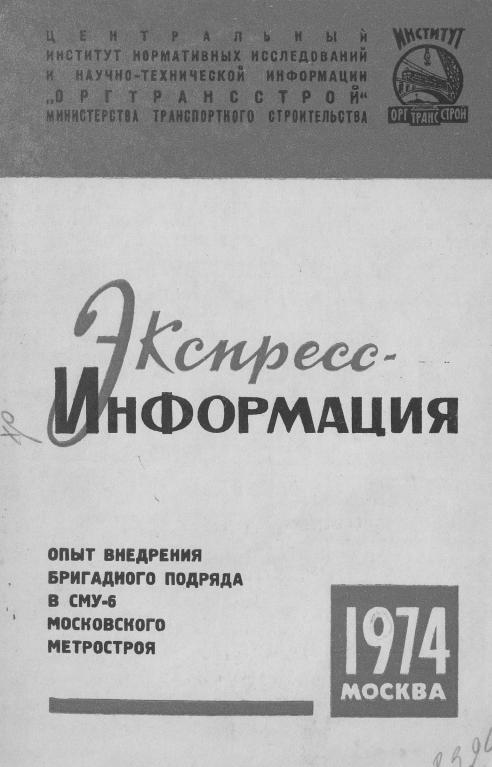 ЦЕНТРАЛЬНЫЙ
ИНСТИТУТ НОРМАТИВНЫХ ИССЛЕДОВАНИЙ
И НАУЧНО-ТЕХНИЧЕСКОЙ ИНФОРМАЦИИ
„ОРГТРАНССТРОЙ"
МИНИСТЕРСТВА ТРАНСПОРТНОГО СТРОИТЕЛЬСТВА
ИНСТИТУТ
ОРГ ТРАНС СТРОЙ
Экспресс-
ИНФОРМАЦИЯ
ОПЫТ ВНЕДРЕНИЯ
БРИГАДНОГО ПОДРЯДА
В СМУ-6
МОСКОВСКОГО
МЕТРОСТРОЯ
1974
МОСКВА